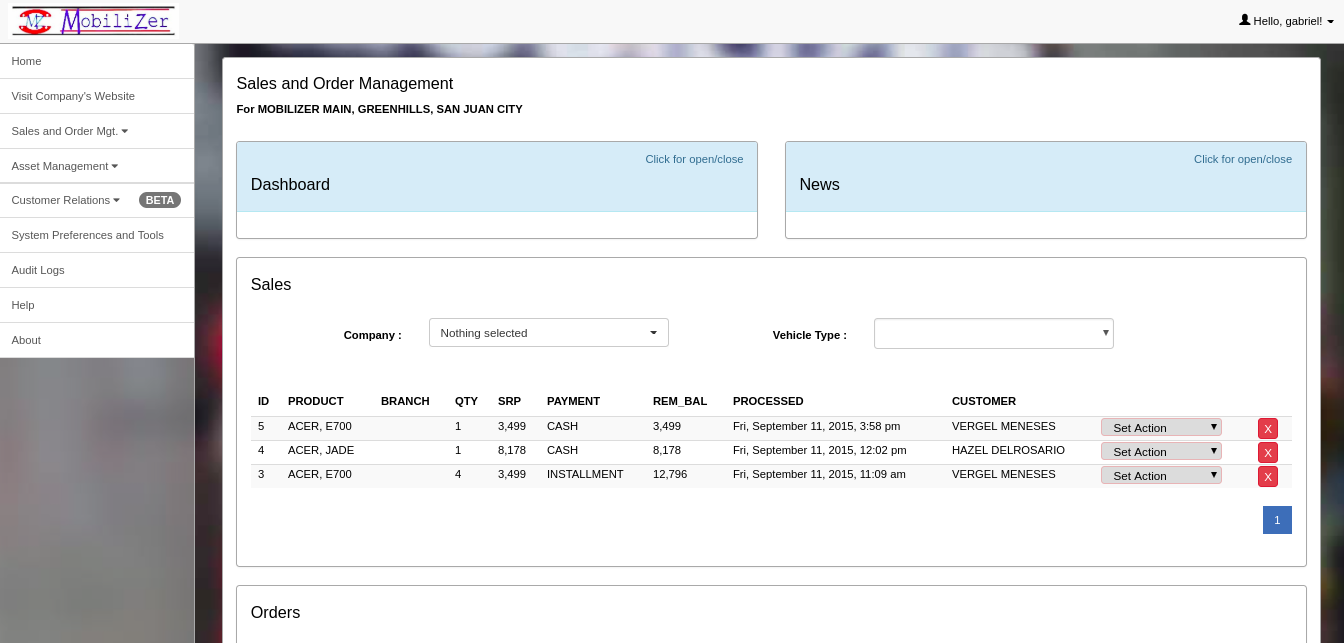 MZ MobiliZer
Hello, gabriel!
Home
Visit Company's Website
Sales and Order Mgt.
Asset Management
Customer Relations BETA
System Preferences and Tools
Audit Logs
Help
About
Sales and Order Management
For MOBILIZER MAIN, GREENHILLS, SAN JUAN CITY
Click for open/close
Dashboard
Click for open/close
News
Sales
Company : Nothing selected Vehicle Type :
ID PRODUCT BRANCH QTY SRP PAYMENT REM_BAL PROCESSED CUSTOMER
5 ACER, E700 1 3,499 CASH 3,499 Fri, September 11, 2015, 3:58 pm VERGEL MENESES Set Action X
4 ACER, JADE 1 8,178 CASH 8,178 Fri, September 11, 2015, 12:02 pm HAZEL DELROSARIO Set Action X
3 ACER, E700 4 3,499 INSTALLMENT 12,796 Fri, September 11, 2015, 11:09 am VERGEL MENESES Set Action X
1
Orders